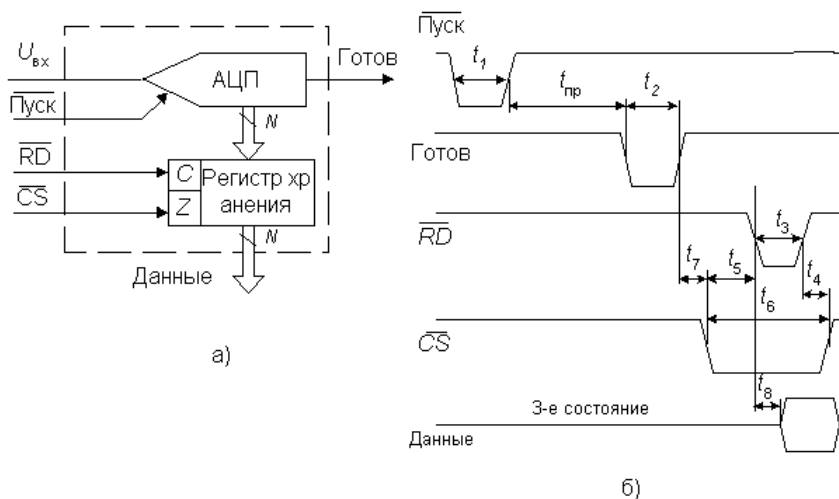 Uвх
АЦП
Готов
Пуск
N
RD
C
Регистр хр
анения
CS
Z
N
Данные
а)
Пуск
t1
tпр
t2
Готов
RD
t3
t7
t5
t4
t6
CS
t8
3-е состояние
Данные
б)